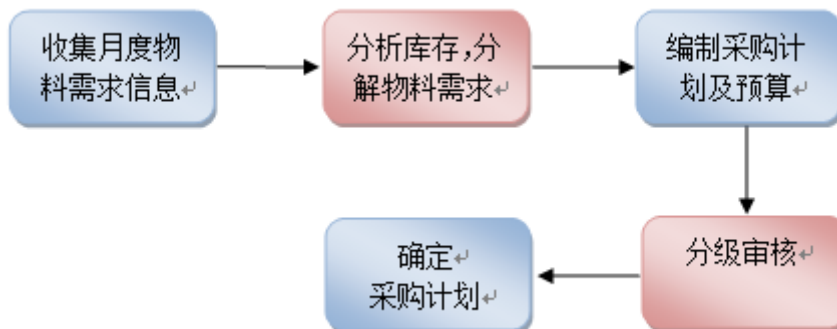 收集月度物
料需求信息
分析库存,分
解物料需求
编制采购计
划及预算
分级审核
确定
采购计划